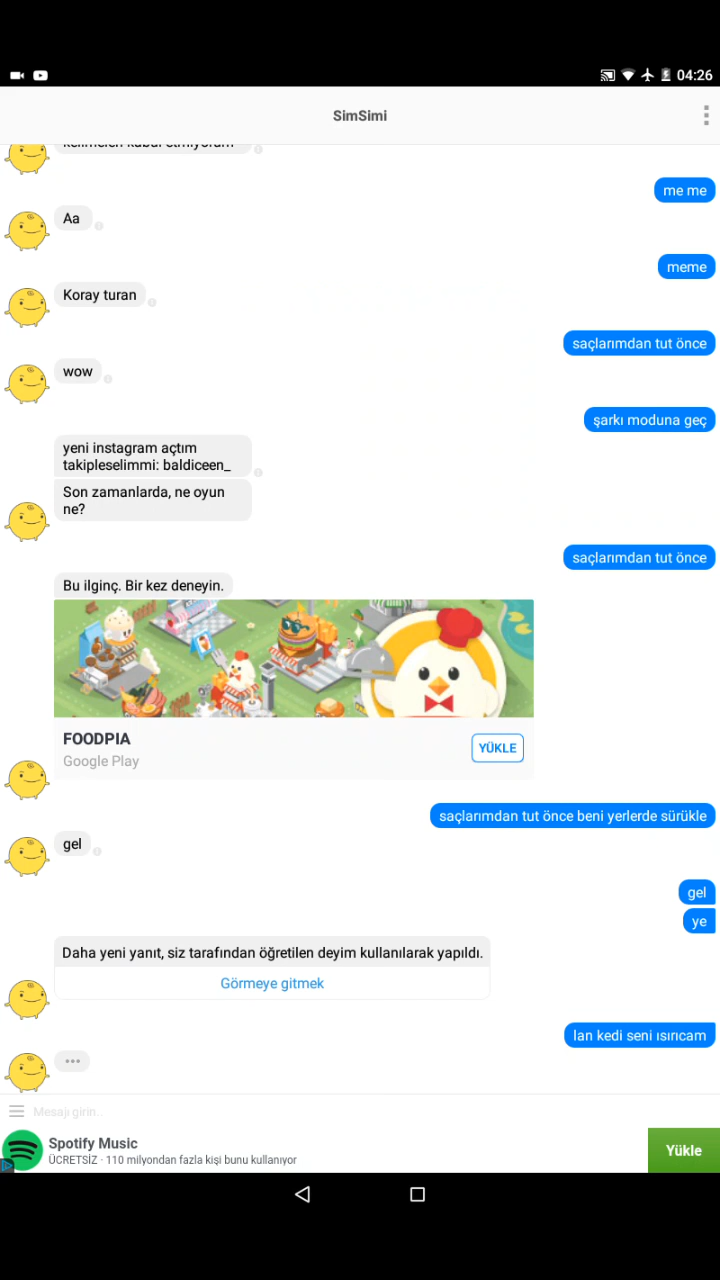 04:26
SimSimi
kelimeleri kabul etmiyorum
me me
Aa
meme
Koray turan
saçlarımdan tut önce
wow
şarkı moduna geç
yeni instagram açtım
takipleselimmi: baldiceen_
Son zamanlarda, ne oyun
ne?
saçlarımdan tut önce
Bu ilginç. Bir kez deneyin.
FOODPIA
YÜKLE
Google Play
saçlarımdan tut önce beni yerlerde sürükle
gel
gel
ye
Daha yeni yanıt, siz tarafından öğretilen deyim kullanılarak yapıldı.
Görmeye gitmek
lan kedi seni ısırıcam
Mesajı girin..
Spotify Music
ÜCRETSİZ · 110 milyondan fazla kişi bunu kullanıyor
Yükle